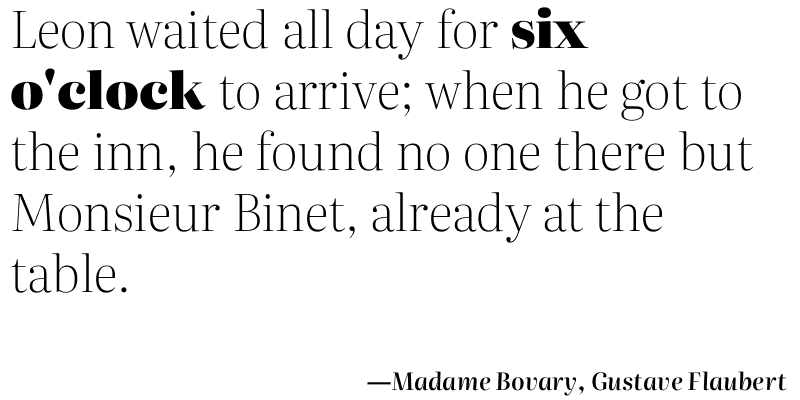 Leon waited all day for six
o'clock to arrive; when he got to
the inn, he found no one there but
Monsieur Binet, already at the
table.
—Madame Bovary, Gustave Flaubert